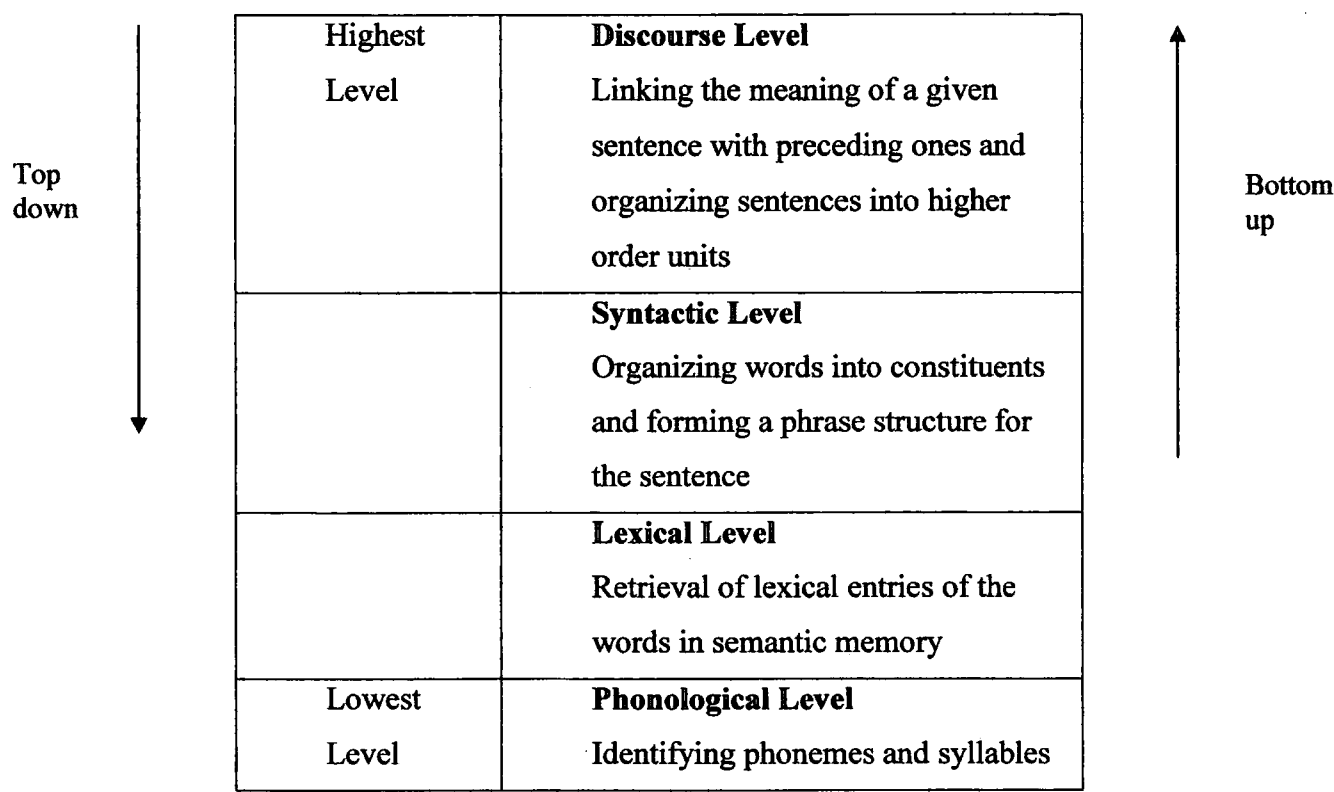 Highest Level
Discourse Level
Linking the meaning of a given
sentence with preceding ones and
organizing sentences into higher
order units
Top
down
Bottom
up
Syntactic Level
Organizing words into constituents
and forming a phrase structure for
the sentence
Lexical Level
Retrieval of lexical entries of the
words in semantic memory
Lowest
Level
Phonological Level
Identifying phonemes and syllables